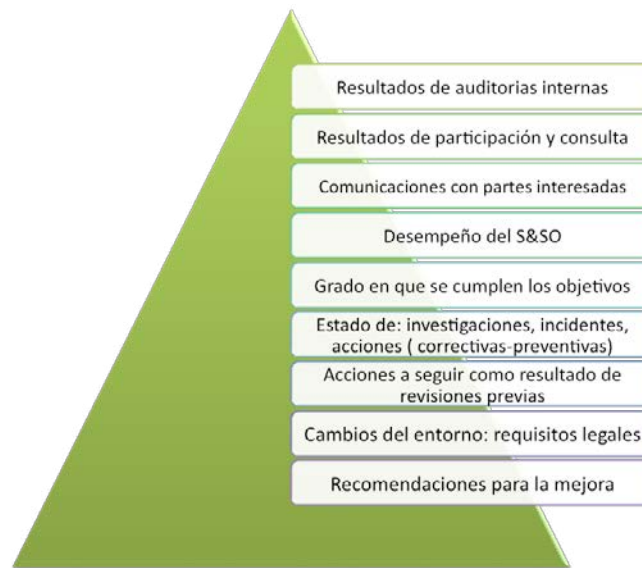 Resultados de auditorias internas
Resultados de participación y consulta
Comunicaciones con partes interesadas
Desempeño del S&SO
Grado en que se cumplen los objetivos
Estado de: investigaciones, incidentes,
acciones ( correctivas-preventivas)
Acciones a seguir como resultado de
revisiones previas
Cambios del entorno: requisitos legales
Recomendaciones para la mejora